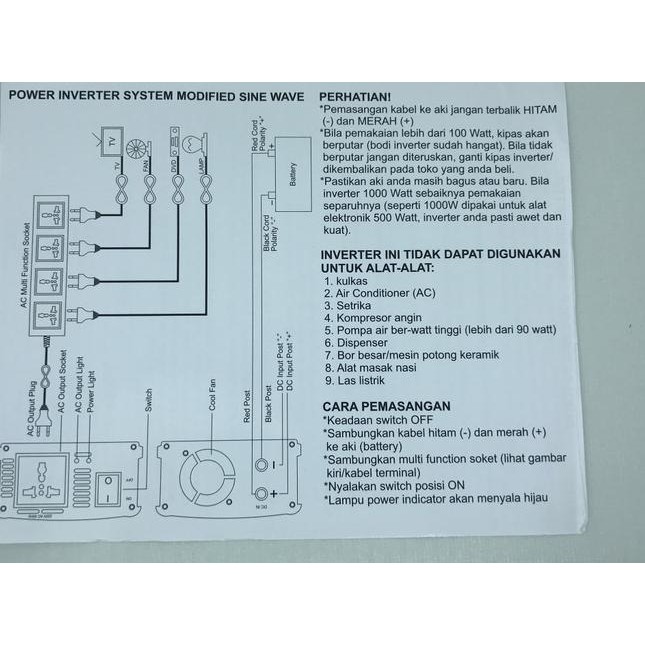 POWER INVERTER SYSTEM MODIFIED SINE WAVE
TV
TV
FAN
DVD
LAMP
Red Cord
Polarity "+"
+
Battery
-
Black Cord
Polarity "-"
AC Multi Function Socket
AC Output Plug
AC Output Socket
AC Output Light
Power Light
Switch
Cool Fan
Red Post
Black Post
DC Input Post "-"
DC Input Post "+"
OFF
ON
-
+
DC IN
PERHATIAN!
*Pemasangan kabel ke aki jangan terbalik HITAM
(-) dan MERAH (+)
*Bila pemakaian lebih dari 100 Watt, kipas akan
berputar (bodi inverter sudah hangat). Bila tidak
berputar jangan diteruskan, ganti kipas inverter/
dikembalikan pada toko yang anda beli.
*Pastikan aki anda masih bagus atau baru. Bila
inverter 1000 Watt sebaiknya pemakaian
separuhnya (seperti 1000W dipakai untuk alat
elektronik 500 Watt, inverter anda pasti awet dan
kuat).
INVERTER INI TIDAK DAPAT DIGUNAKAN
UNTUK ALAT-ALAT:
1. kulkas
2. Air Conditioner (AC)
3. Setrika
4. Kompresor angin
5. Pompa air ber-watt tinggi (lebih dari 90 watt)
6. Dispenser
7. Bor besar/mesin potong keramik
8. Alat masak nasi
9. Las listrik
CARA PEMASANGAN
*Keadaan switch OFF
*Sambungkan kabel hitam (-) dan merah (+)
ke aki (battery)
*Sambungkan multi function soket (lihat gambar
kiri/kabel terminal)
*Nyalakan switch posisi ON
*Lampu power indicator akan menyala hijau